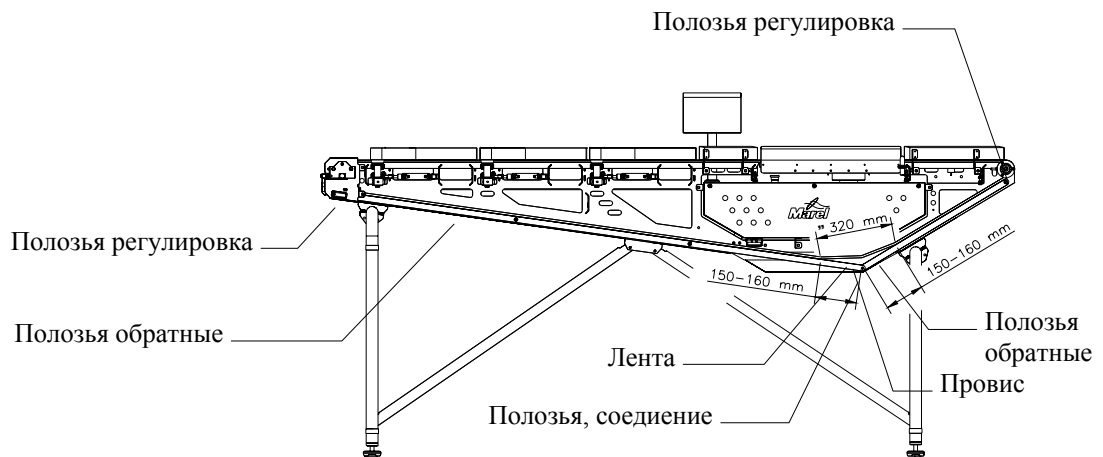 Полозья регулировка
Marel
„ 320 mm
Полозья регулировка
150-160 mm
150-160 mm
Полозья обратные
Полозья
обратные
Лента
Провис
Полозья, соедиение